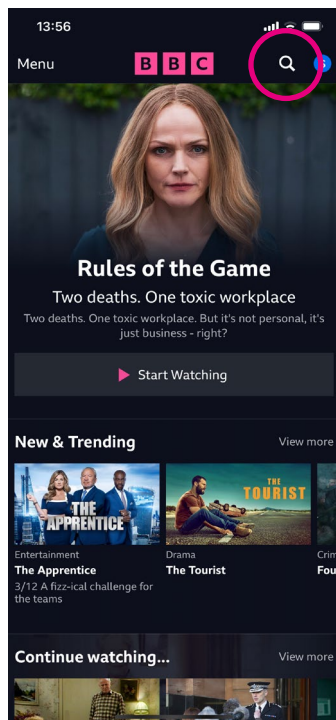 13:56
Menu
BBC
Rules of the Game
Two deaths. One toxic workplace
Two deaths. One toxic workplace. But it's not personal, it's
just business - right?
Start Watching
New & Trending
View more
THE
APPRENTICE
THE
TOURIST
Entertainment
The Apprentice
3/12 A fizz-ical challenge for
the teams
Drama
The Tourist
Crim
Fou
Continue watching...
View more